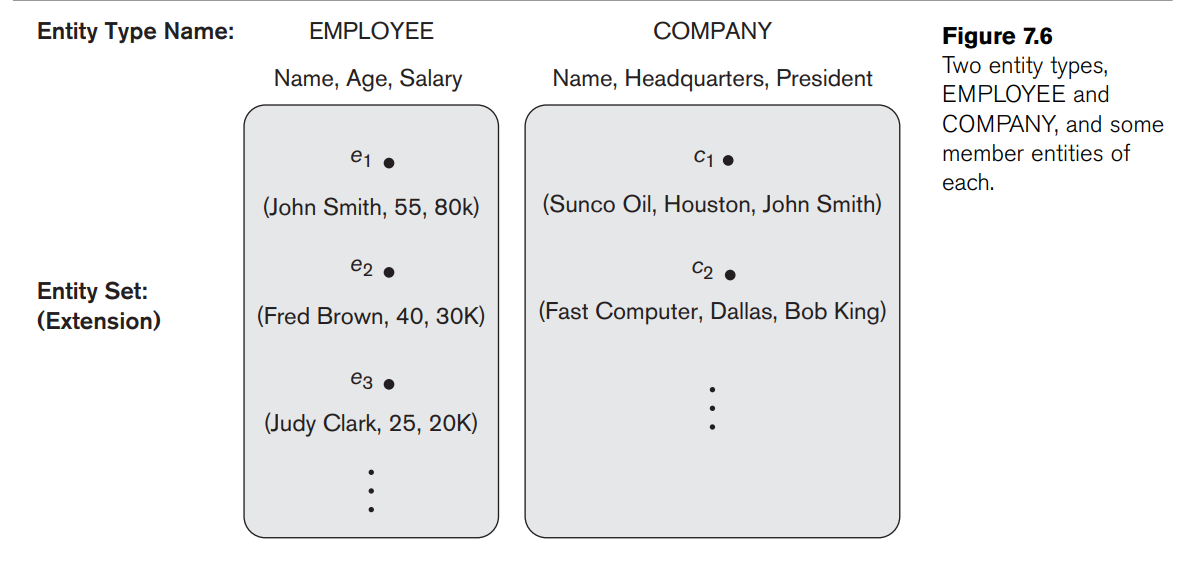 Entity Type Name:
EMPLOYEE
COMPANY
Name, Age, Salary
Name, Headquarters, President
e1
(John Smith, 55, 80k)
e2
(Fred Brown, 40, 30K)
e3
(Judy Clark, 25, 20K)
c1
(Sunco Oil, Houston, John Smith)
c2
(Fast Computer, Dallas, Bob King)
Entity Set:
(Extension)
Figure 7.6
Two entity types,
EMPLOYEE and
COMPANY, and some
member entities of
each.